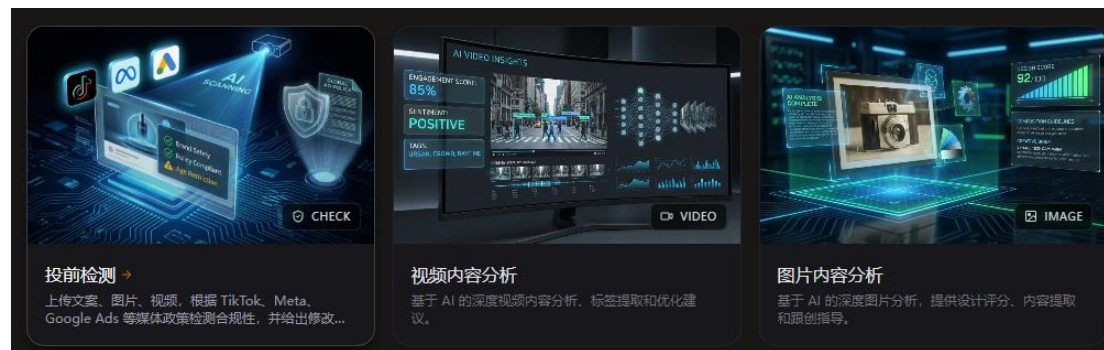 AI
SCANNING
GLOBAL
AD POLICY
Brand Safety
Policy Compliant
Age Restriction
CHECK
投前检测 →
上传文案、图片、视频，根据 TikTok、Meta、
Google Ads 等媒体政策检测合规性，并给出修改...
AI VIDEO INSIGHTS
ENGAGEMENT SCORE:
85%
SENTIMENT:
POSITIVE
TAGS:
URBAN, CROWD, DAYTIME
VIDEO
视频内容分析
基于 AI 的深度视频内容分析、标签提取和优化建
议。
AI ANALYSIS:
COMPLETE
DESIGN SCORE
92/100
COMPOSITION GUIDELINES
IMAGE
图片内容分析
基于 AI 的深度图片分析，提供设计评分、内容提取
和跟创指导。